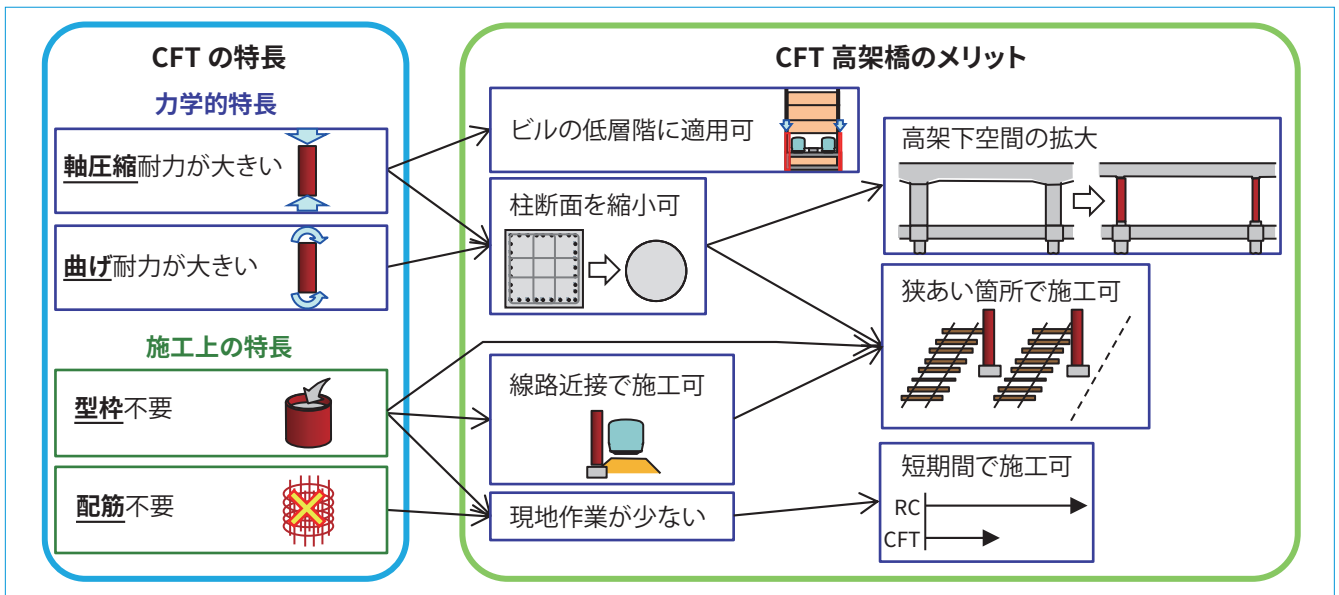 CFT の特長
力学的特長
軸圧縮耐力が大きい
曲げ耐力が大きい
施工上の特長
型枠不要
配筋不要
CFT 高架橋のメリット
ビルの低層階に適用可
柱断面を縮小可
線路近接で施工可
現地作業が少ない
高架下空間の拡大
狭あい箇所で施工可
短期間で施工可
RC
CFT